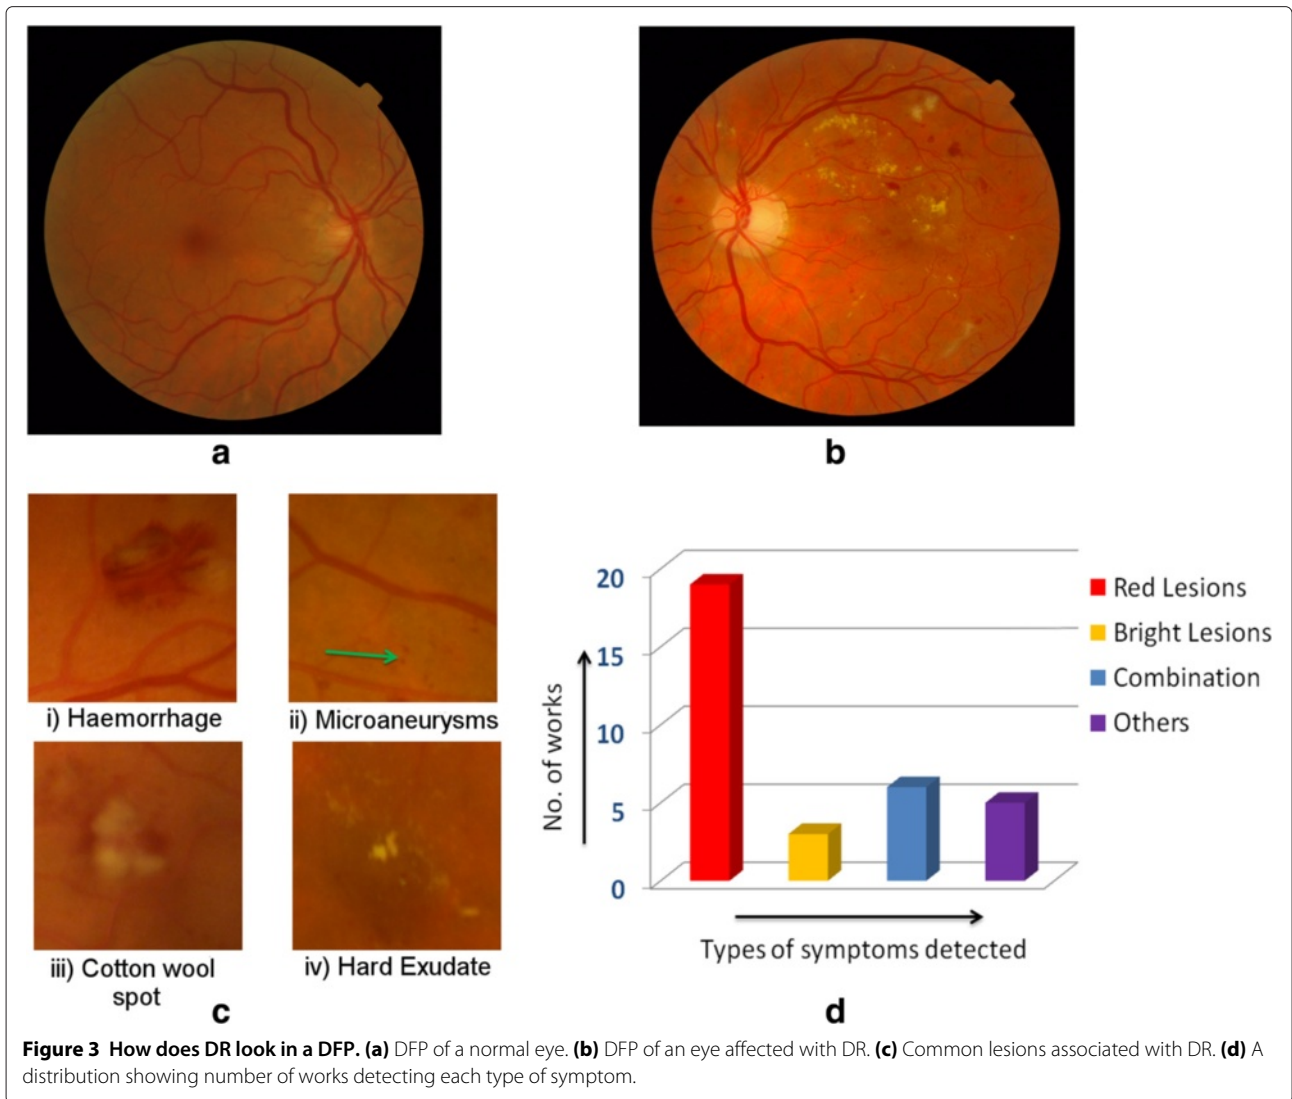 a
b
i) Haemorrhage
ii) Microaneurysms
iii) Cotton wool
spot
iv) Hard Exudate
c
20
15
10
5
0
No. of works
Types of symptoms detected
Red Lesions
Bright Lesions
Combination
Others
d
Figure 3 How does DR look in a DFP. (a) DFP of a normal eye. (b) DFP of an eye affected with DR. (c) Common lesions associated with DR. (d) A
distribution showing number of works detecting each type of symptom.